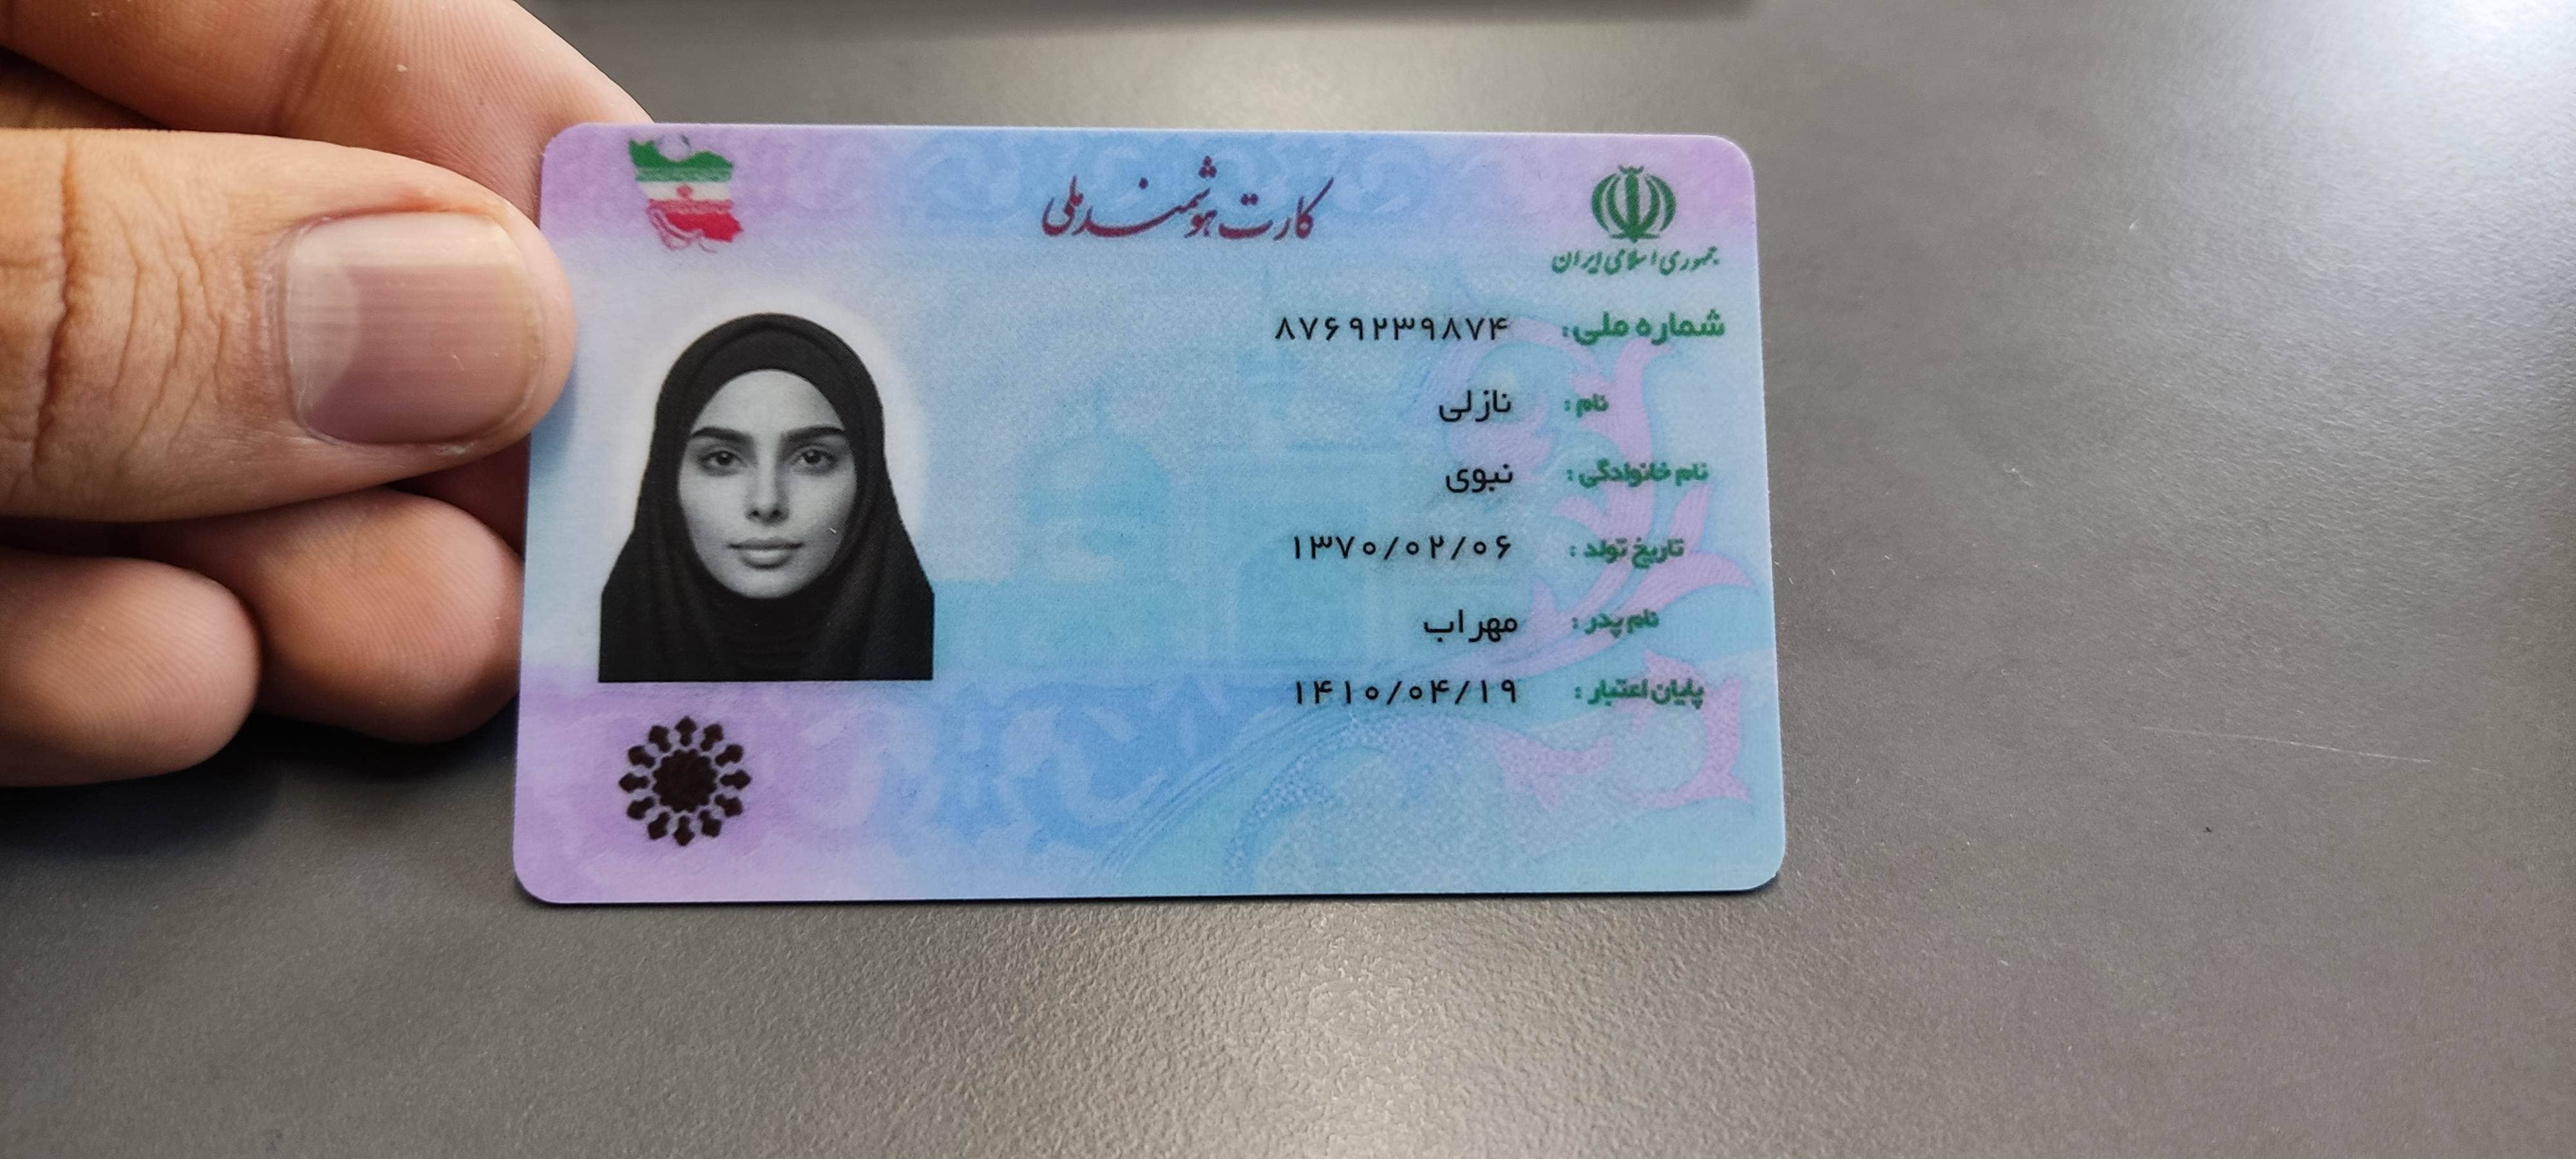 کارت هوشمند ملی
جمهوری اسلامی ایران
شماره ملی: ۸۷۶۹۲۳۹۸۷۴
نام: نازلی
نام خانوادگی: نبوی
تاریخ تولد: ۱۳۷۰/۰۲/۰۶
نام پدر: مهراب
پایان اعتبار: ۱۴۱۰/۰۴/۱۹